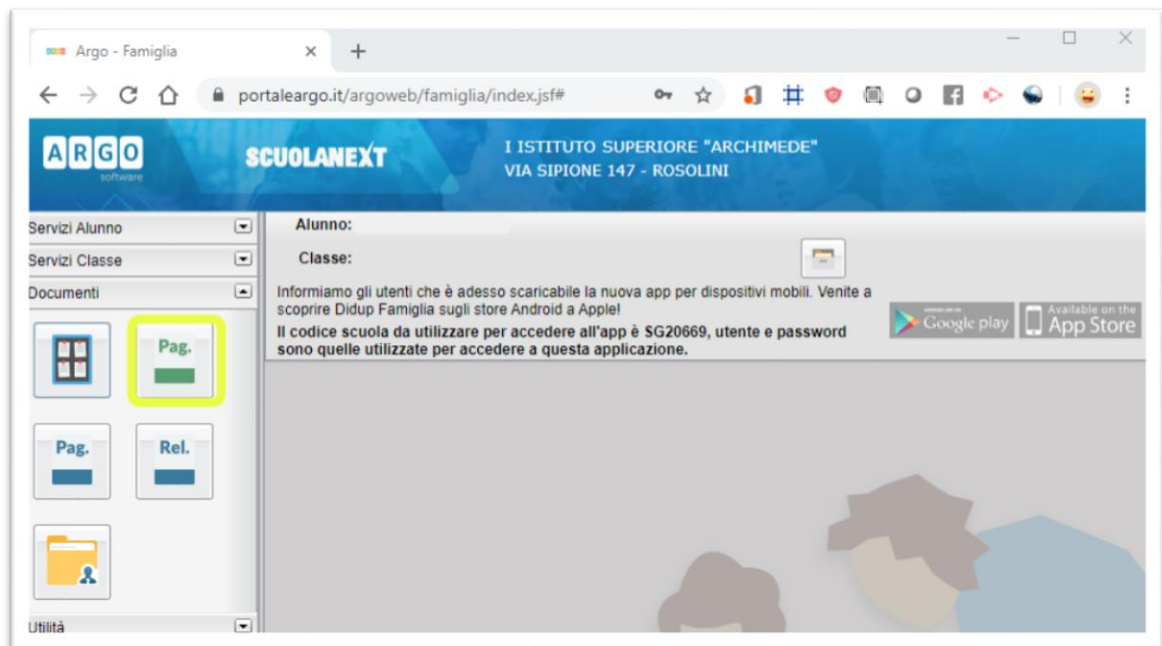 Argo - Famiglia
portaleargo.it/argoweb/famiglia/index.jsf#
ARGO
software
SCUOLANEXT
I ISTITUTO SUPERIORE "ARCHIMEDE"
VIA SIPIONE 147 - ROSOLINI
Servizi Alunno
Servizi Classe
Documenti
Pag.
Pag.
Rel.
Utilità
Alunno:
Classe:
Informiamo gli utenti che è adesso scaricabile la nuova app per dispositivi mobili. Venite a
scoprire Didup Famiglia sugli store Android a Apple!
Il codice scuola da utilizzare per accedere all'app è SG20669, utente e password
sono quelle utilizzate per accedere a questa applicazione.
Google play
Available on the
App Store